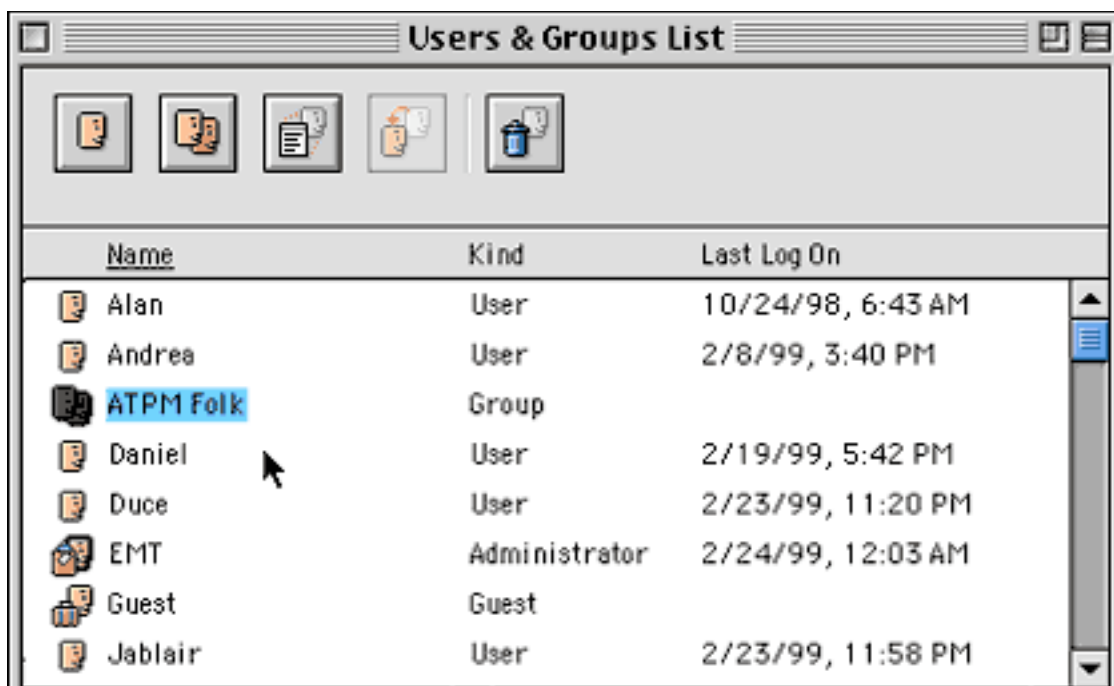 Users & Groups List
Name Kind Last Log On
Alan User 10/24/98, 6:43 AM
Andrea User 2/8/99, 3:40 PM
ATPM Folk Group
Daniel User 2/19/99, 5:42 PM
Duce User 2/23/99, 11:20 PM
EMT Administrator 2/24/99, 12:03 AM
Guest Guest
Jablair User 2/23/99, 11:58 PM